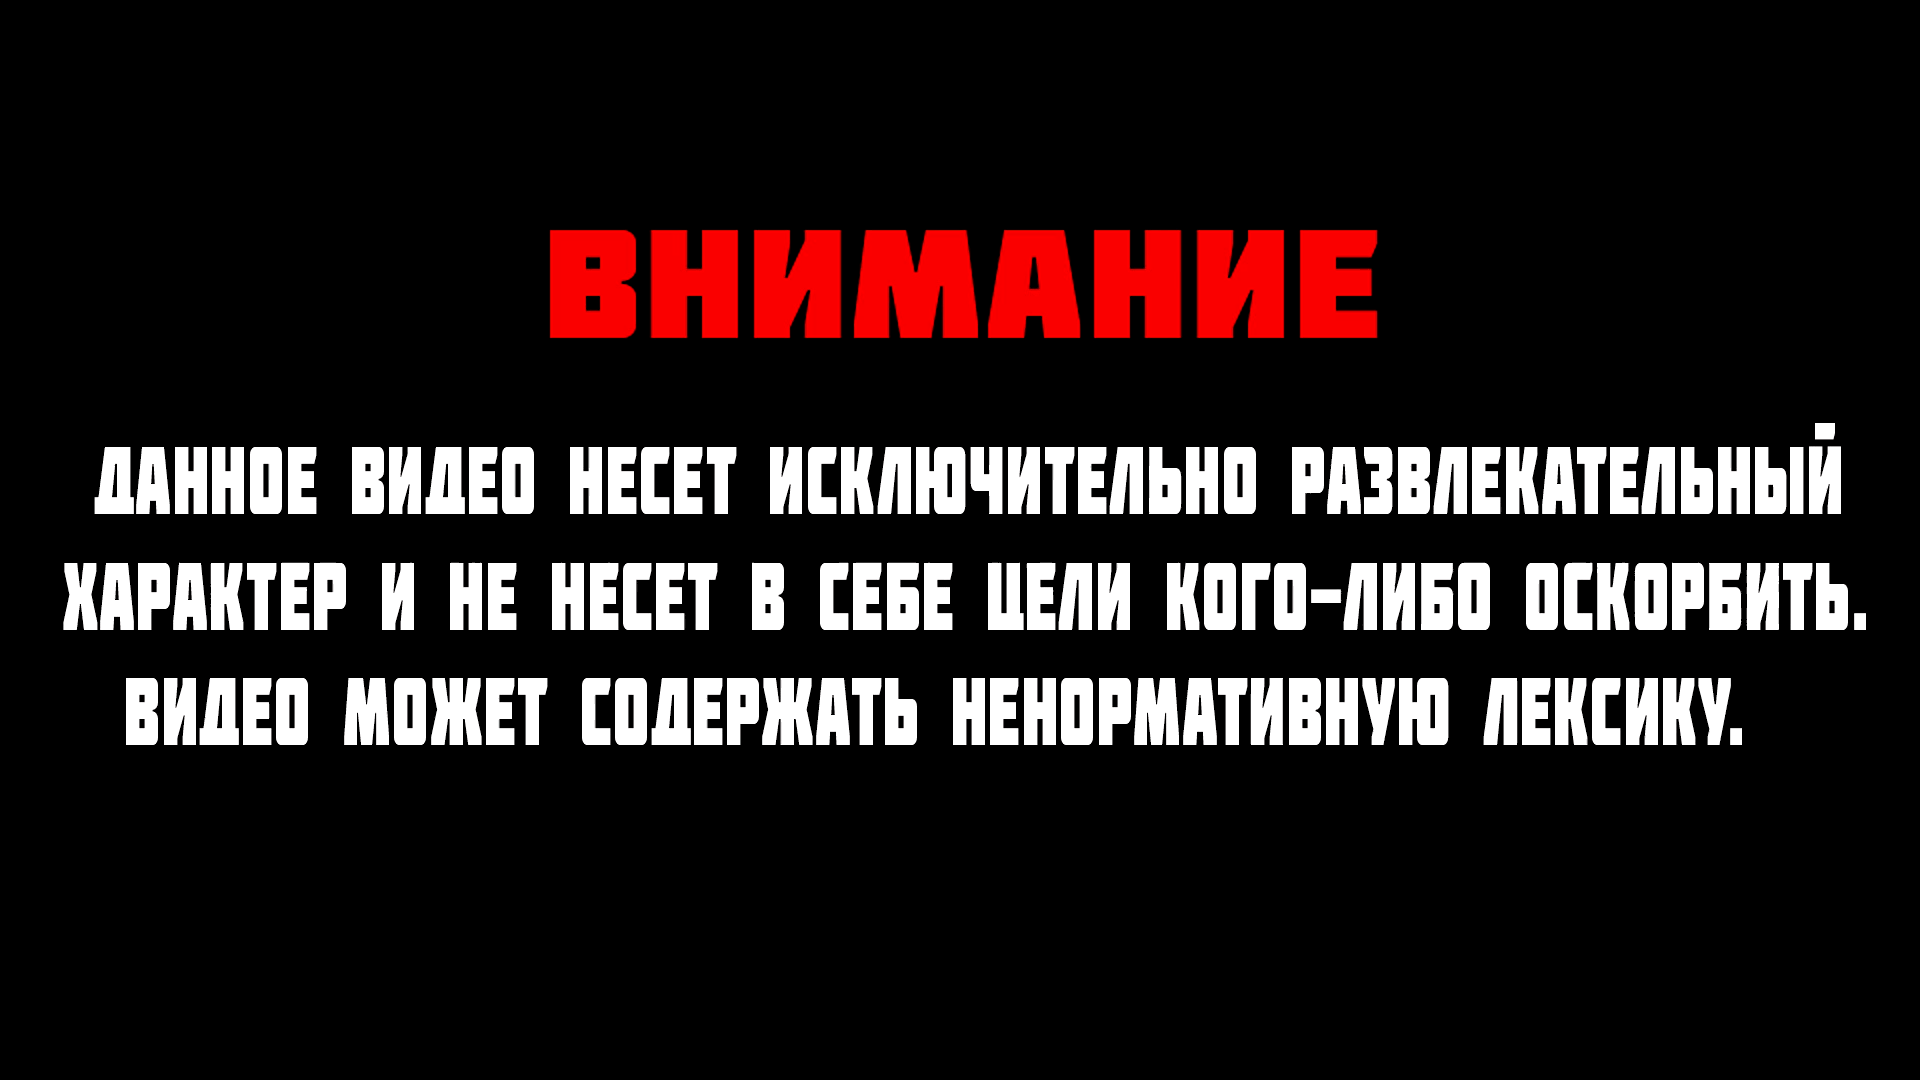 ВНИМАНИЕ
ДАННОЕ ВИДЕО НЕСЕТ ИСКЛЮЧИТЕЛЬНО РАЗВЛЕКАТЕЛЬНЫЙ
ХАРАКТЕР И НЕ НЕСЕТ В СЕБЕ ЦЕЛИ КОГО-ЛИБО ОСКОРБИТЬ.
ВИДЕО МОЖЕТ СОДЕРЖАТЬ НЕНОРМАТИВНУЮ ЛЕКСИКУ.